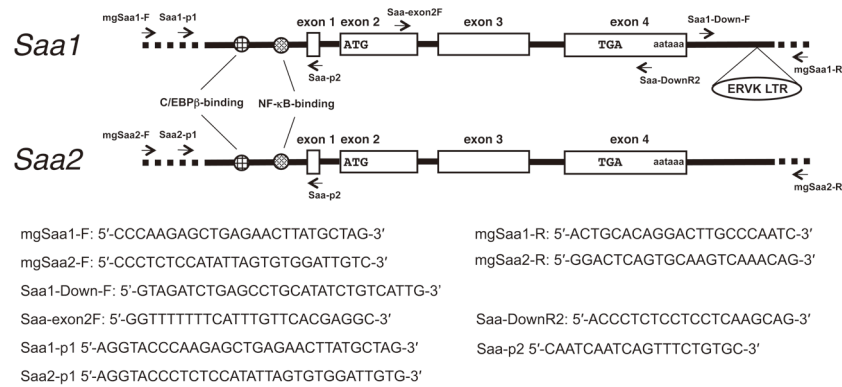 mgSaa1-F Saa1-p1 exon 1 exon 2 Saa-exon2F exon 3 exon 4 Saa1-Down-F
Saa1 ATG TGA aataaa
Saa-p2 Saa-DownR2 mgSaa1-R
ERVK LTR
C/EBPβ-binding NF-κB-binding
mgSaa2-F Saa2-p1 exon 1 exon 2 exon 3 exon 4
Saa2 ATG TGA aataaa
Saa-p2 mgSaa2-R
mgSaa1-F: 5′-CCCAAGAGCTGAGAACTTATGCTAG-3′
mgSaa2-F: 5′-CCCTCTCCATATTAGTGTGGATTGTC-3′
Saa1-Down-F: 5'-GTAGATCTGAGCCTGCATATCTGTCATTG-3'
Saa-exon2F: 5′-GGTTTTTTTCATTTGTTCACGAGGC-3′
Saa1-p1 5′-AGGTACCCAAGAGCTGAGAACTTATGCTAG-3′
Saa2-p1 5′-AGGTACCCTCTCCATATTAGTGTGGATTGTG-3′
mgSaa1-R: 5′-ACTGCACAGGACTTGCCCAATC-3′
mgSaa2-R: 5′-GGACTCAGTGCAAGTCAAACAG-3′
Saa-DownR2: 5′-ACCCTCTCCTCCTCAAGCAG-3′
Saa-p2 5′-CAATCAATCAGTTTCTGTGC-3′